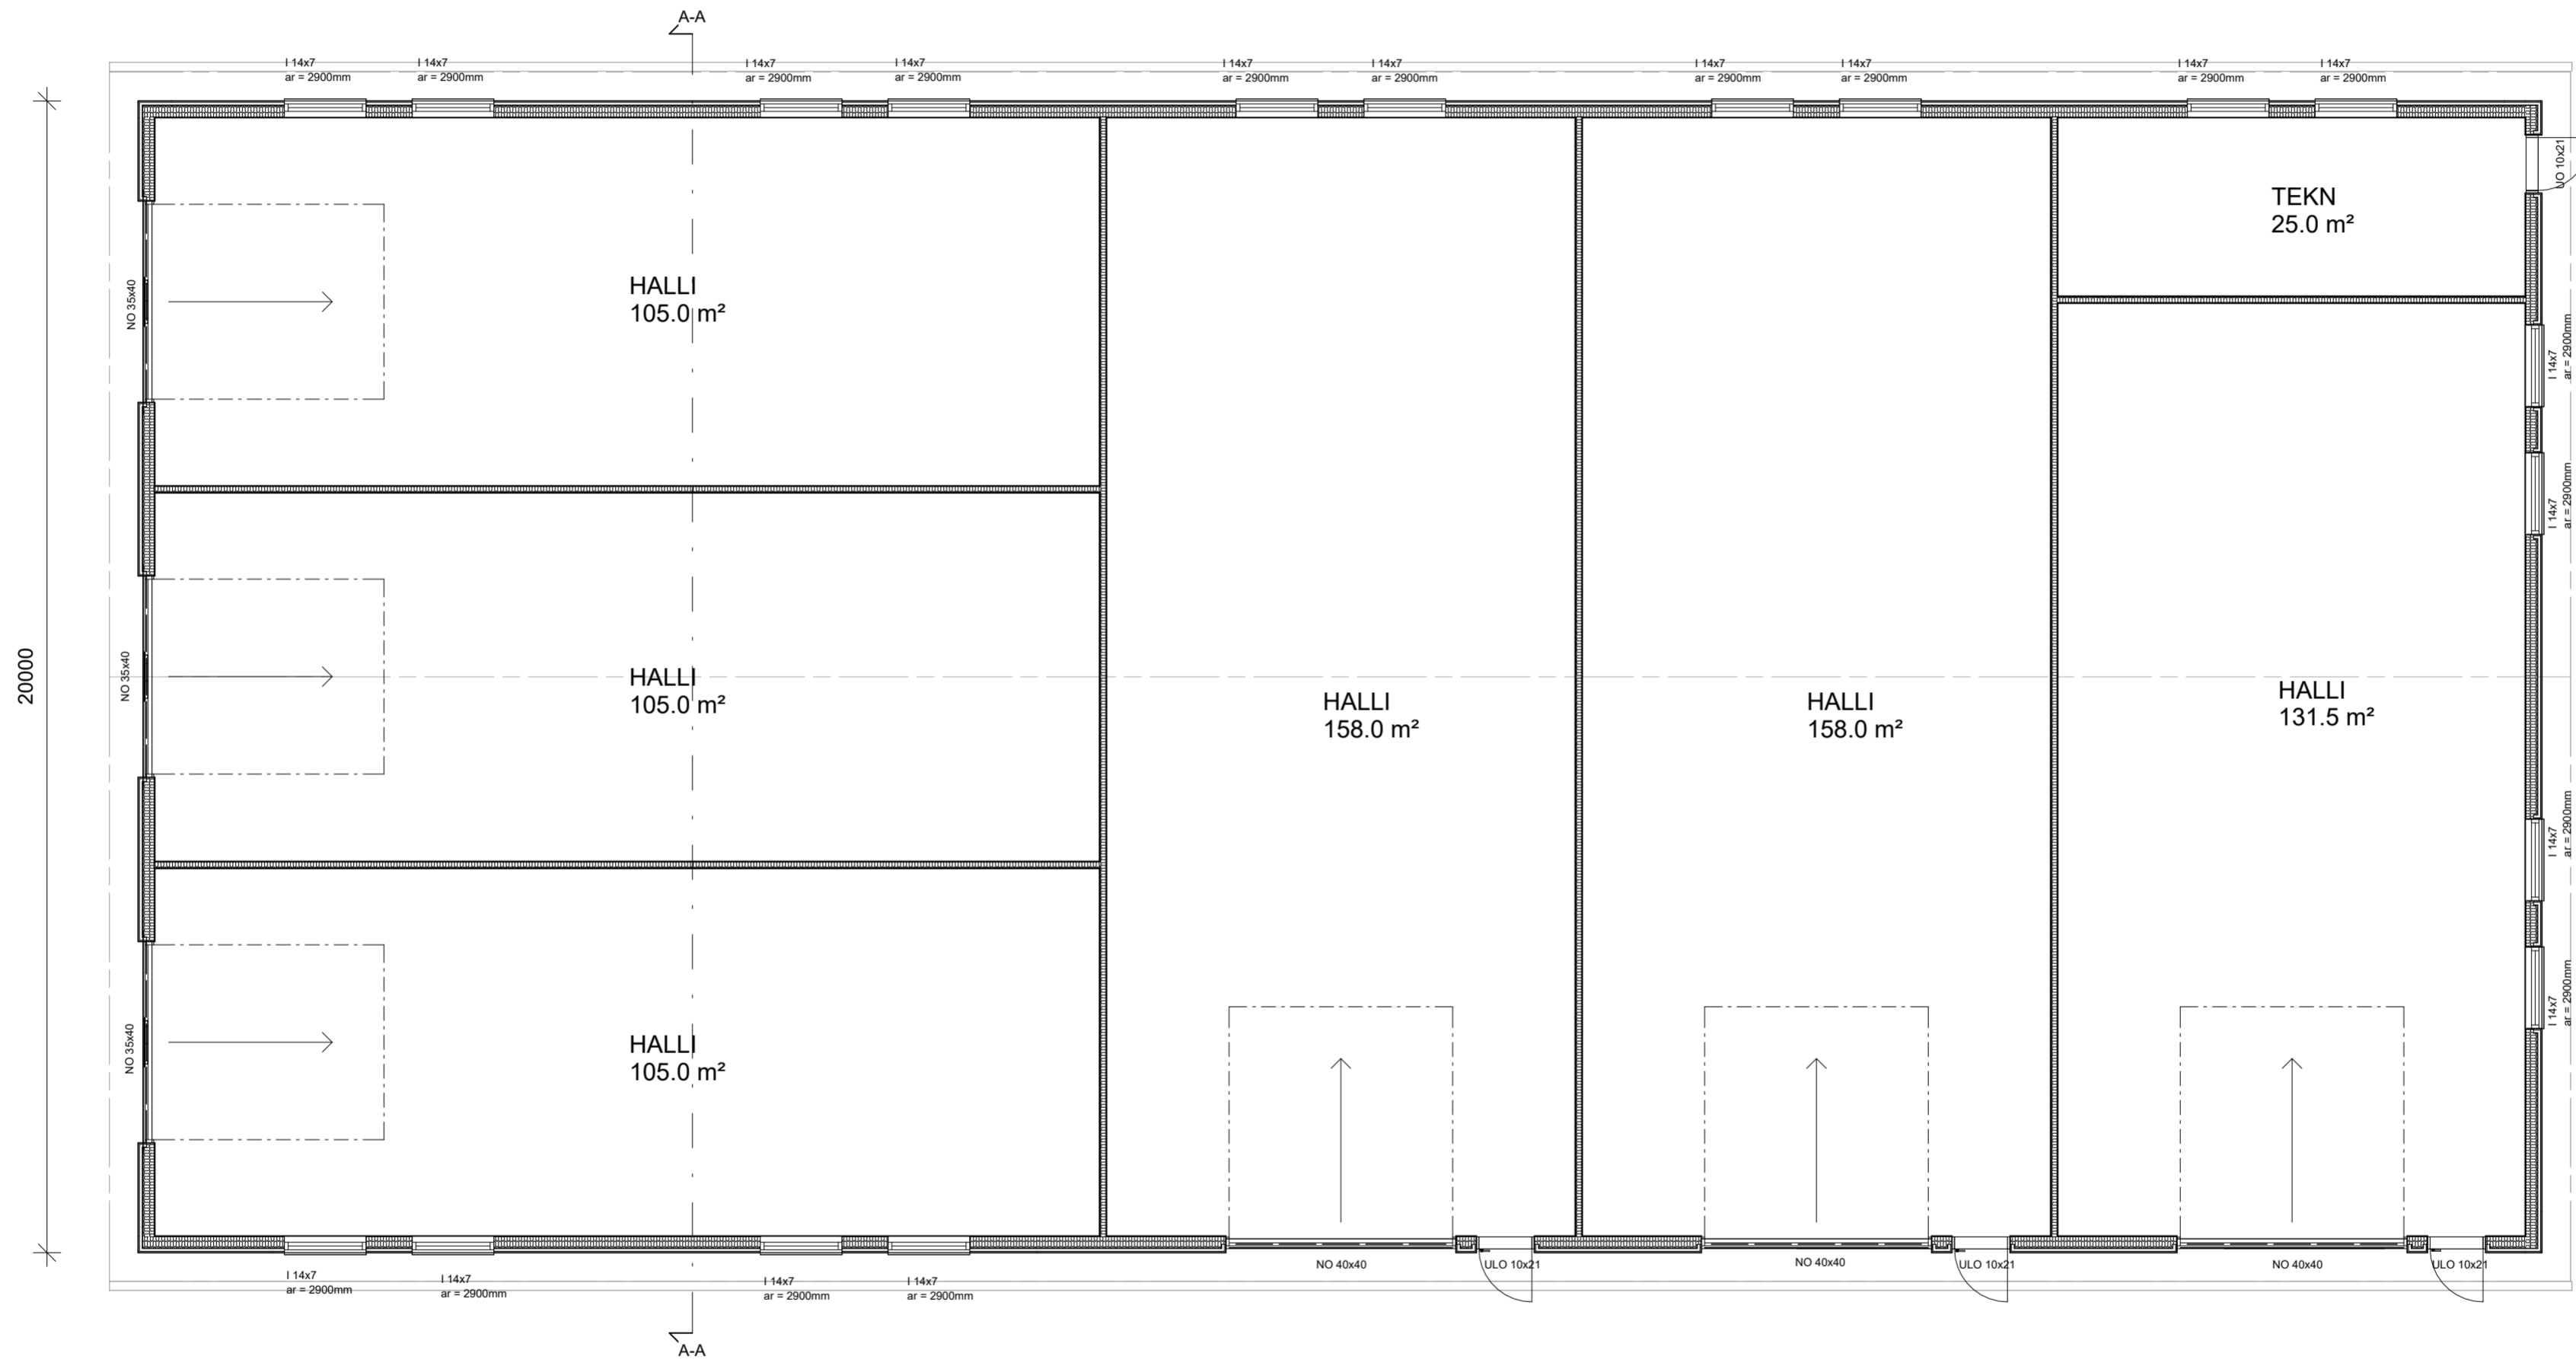 A-A
I 14x7
ar = 2900mm
I 14x7
ar = 2900mm
I 14x7
ar = 2900mm
I 14x7
ar = 2900mm
I 14x7
ar = 2900mm
I 14x7
ar = 2900mm
I 14x7
ar = 2900mm
I 14x7
ar = 2900mm
I 14x7
ar = 2900mm
I 14x7
ar = 2900mm
UO 10x21
TEKN
25.0 m²
NO 35x40
HALLI
105.0 m²
I 14x7
ar = 2900mm
I 14x7
ar = 2900mm
20000
NO 35x40
HALLI
105.0 m²
HALLI
158.0 m²
HALLI
158.0 m²
HALLI
131.5 m²
I 14x7
ar = 2900mm
I 14x7
ar = 2900mm
NO 35x40
HALLI
105.0 m²
NO 40x40
ULO 10x21
NO 40x40
ULO 10x21
NO 40x40
ULO 10x21
I 14x7
ar = 2900mm
I 14x7
ar = 2900mm
I 14x7
ar = 2900mm
I 14x7
ar = 2900mm
A-A